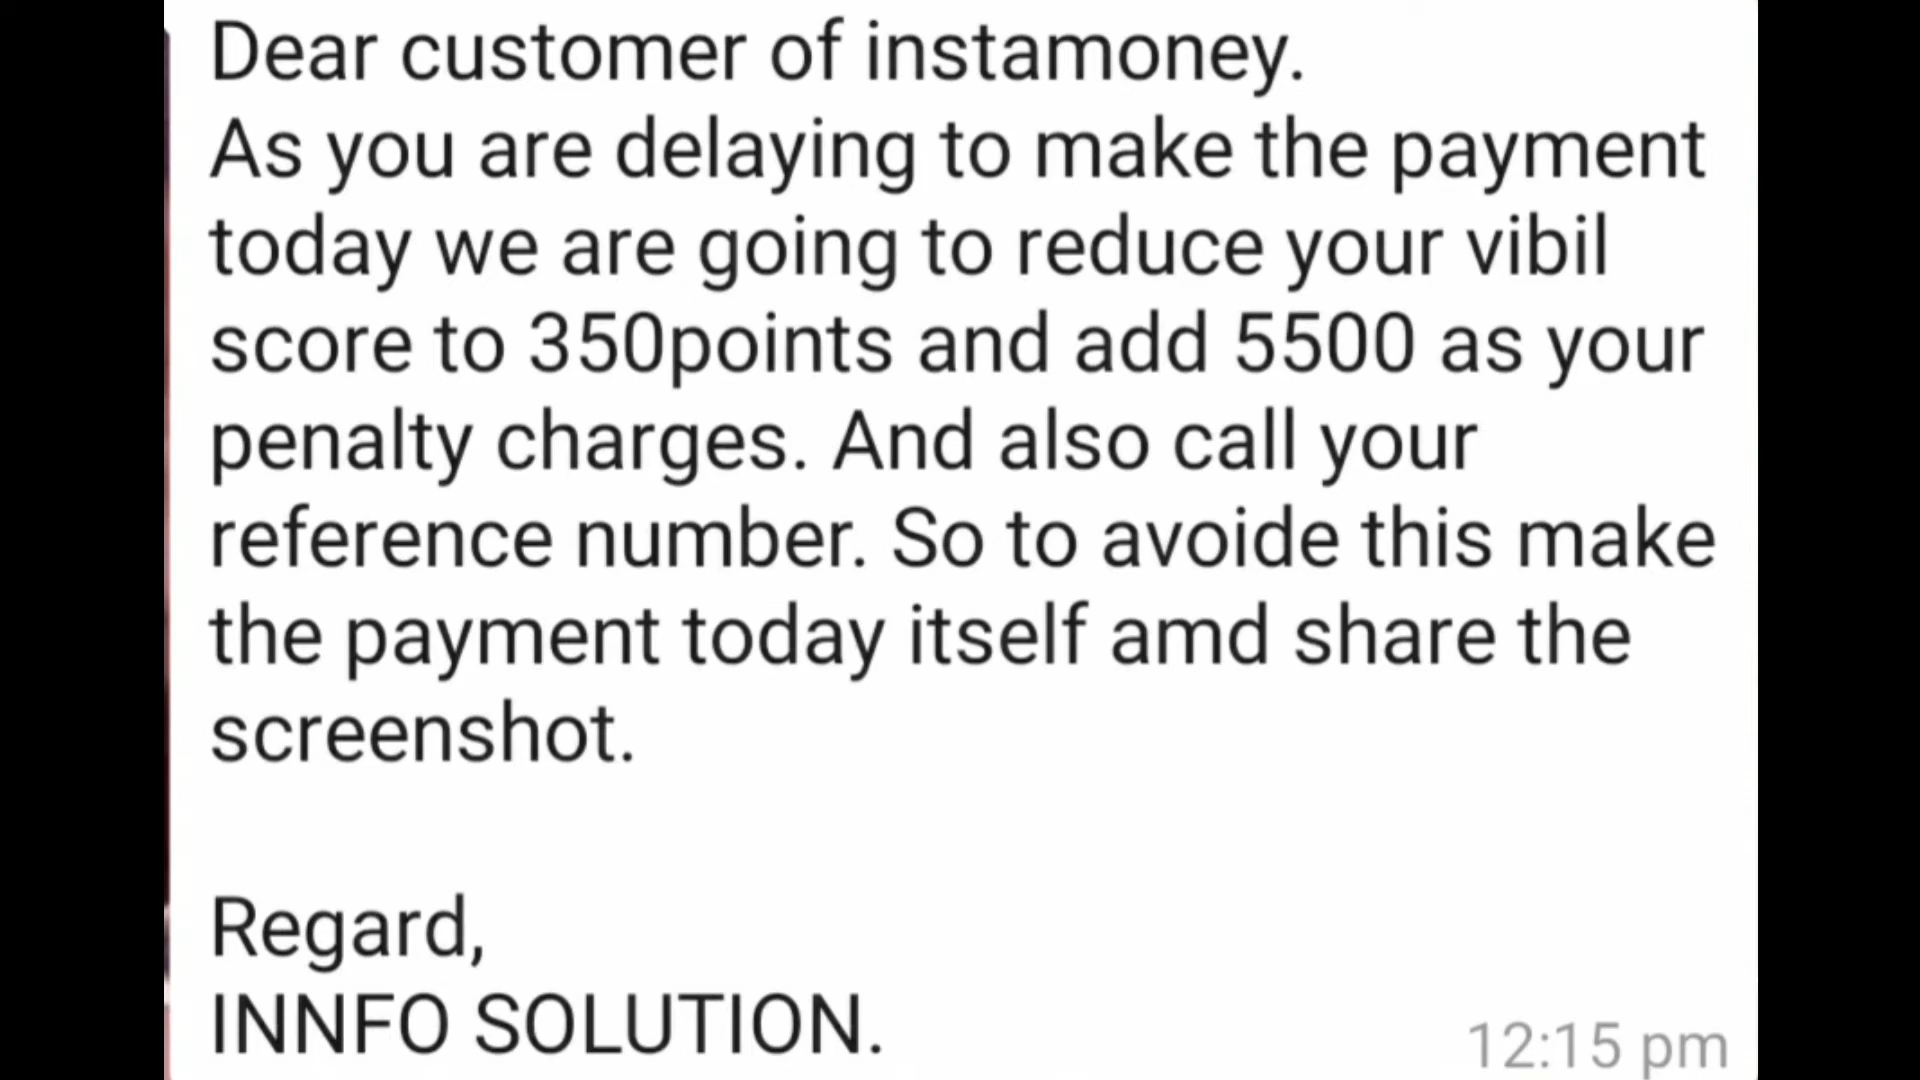 Dear customer of instamoney.
As you are delaying to make the payment
today we are going to reduce your vibil
score to 350points and add 5500 as your
penalty charges. And also call your
reference number. So to avoide this make
the payment today itself amd share the
screenshot.
Regard,
INNFO SOLUTION.
12:15 pm